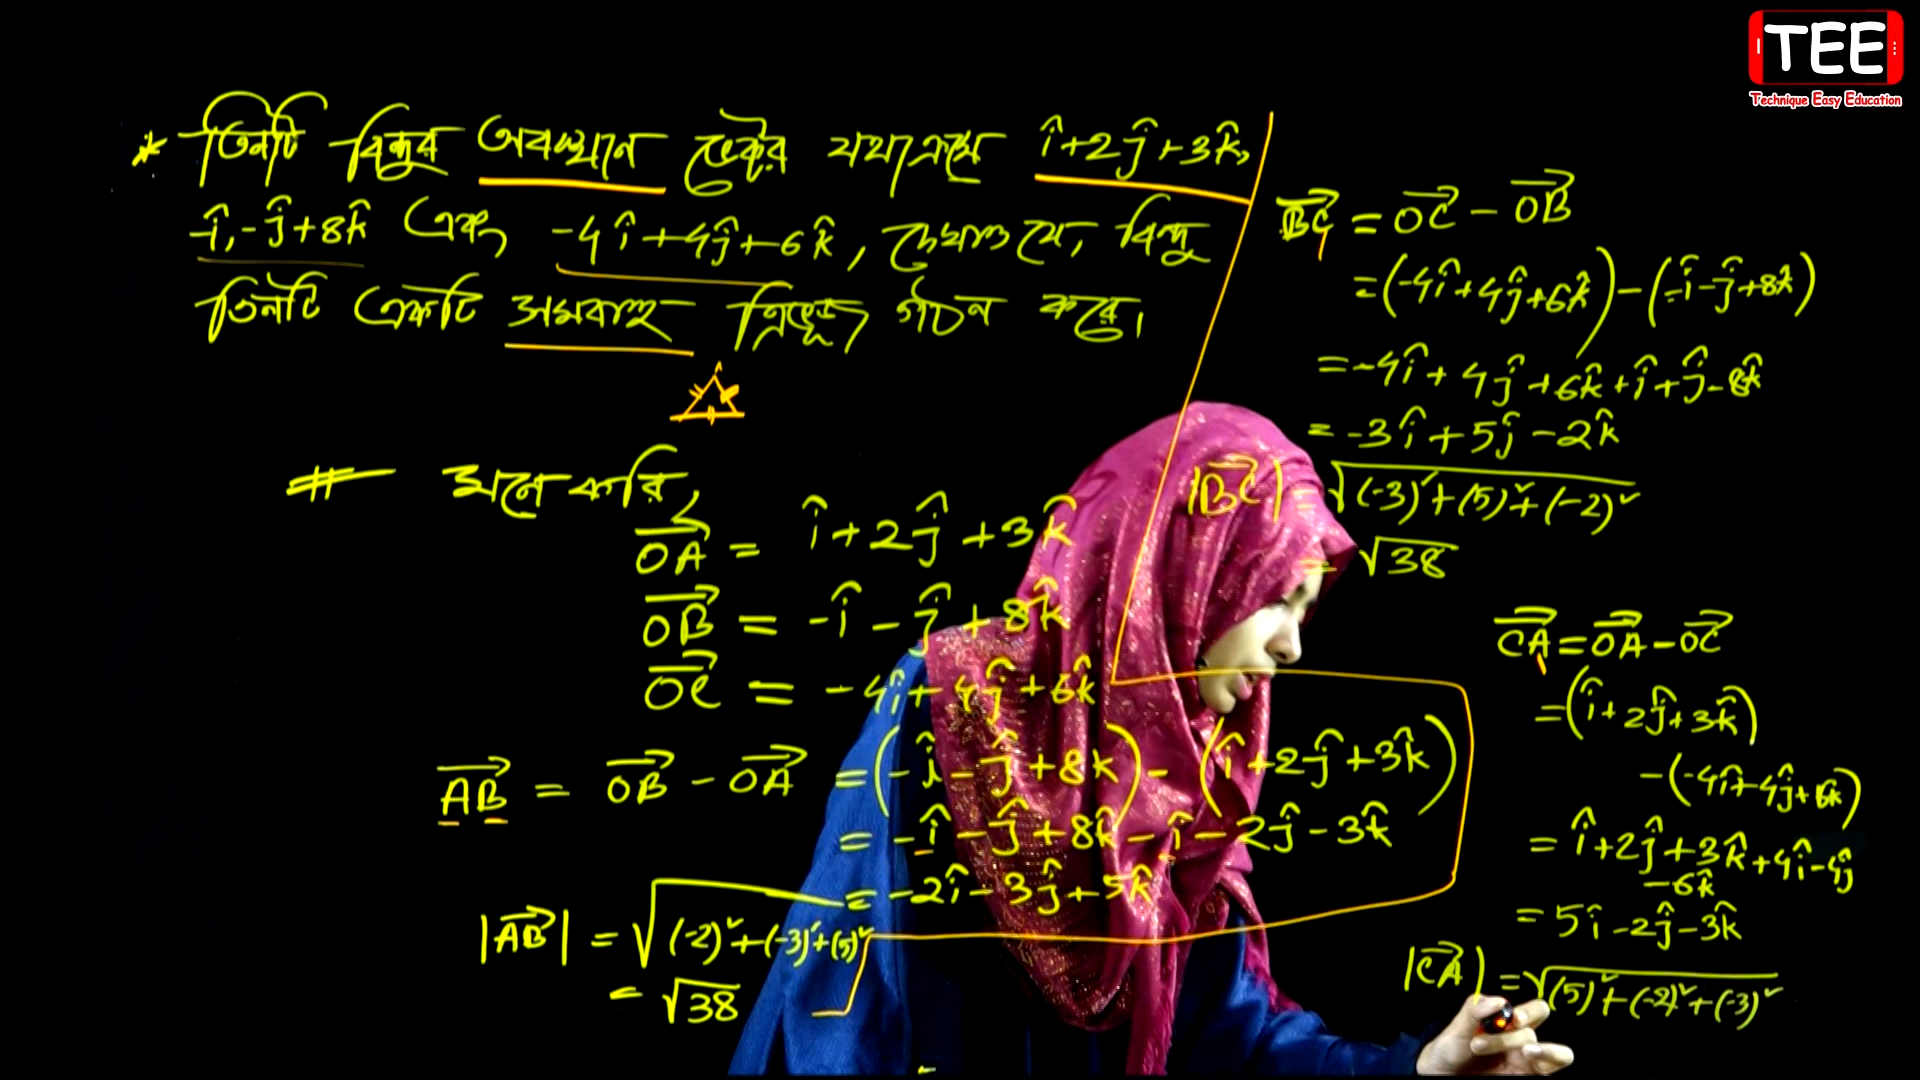 TEE
Technique Easy Education
* তিনটি বিন্দুর অবস্থান ভেক্টর যথাক্রমে î+2ĵ+3k̂,
-î,-ĵ+8k̂ এবং -4î+4ĵ+6k̂, দেখাও যে, বিন্দু
তিনটি একটি সমবাহু ত্রিভূজ গঠন করে।
# মনে করি,
OA⃗ = î+2ĵ+3k̂
OB⃗ = -î-ĵ+8k̂
OC⃗ = -4î+4ĵ+6k̂
AB⃗ = OB⃗ - OA⃗ = (-î-ĵ+8k̂) - (î+2ĵ+3k̂)
= -î-ĵ+8k̂-î-2ĵ-3k̂
= -2î-3ĵ+5k̂
|AB⃗| = √(-2)²+(-3)²+(5)²
= √38
BC⃗ = OC⃗ - OB⃗
=(-4î+4ĵ+6k̂)-(-î-ĵ+8k̂)
=-4î+4ĵ+6k̂+î+ĵ-8k̂
= -3î+5ĵ-2k̂
|BC⃗| = √(-3)²+(5)²+(-2)²
= √38
CA⃗=OA⃗-OC⃗
=(î+2ĵ+3k̂)
-(-4î+4ĵ+6k̂)
= î+2ĵ+3k̂+4î-4ĵ
-6k̂
= 5î-2ĵ-3k̂
|CA⃗| =√(5)²+(-2)²+(-3)²